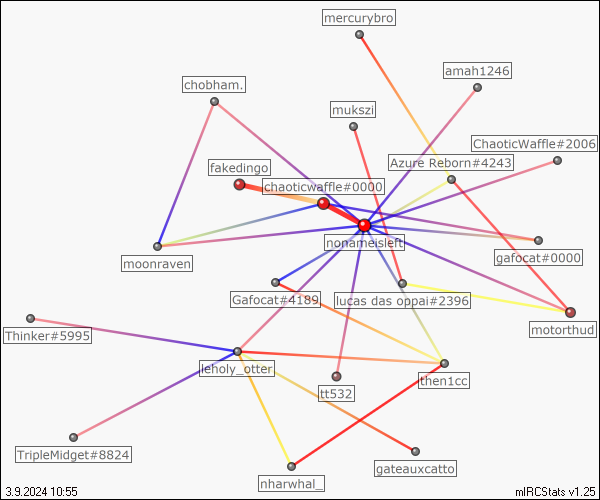 mercurybro
amah1246
chobham.
mukszi
ChaoticWaffle#2006
Azure Reborn#4243
fakedingo
chaoticwaffle#0000
nonameisleft
gafocat#0000
moonraven
Gafocat#4189
lucas das oppai#2396
motorthud
Thinker#5995
leholy_otter
then1cc
tt532
TripleMidget#8824
gateauxcatto
nharwhal_
3.9.2024 10:55
mIRCStats v1.25